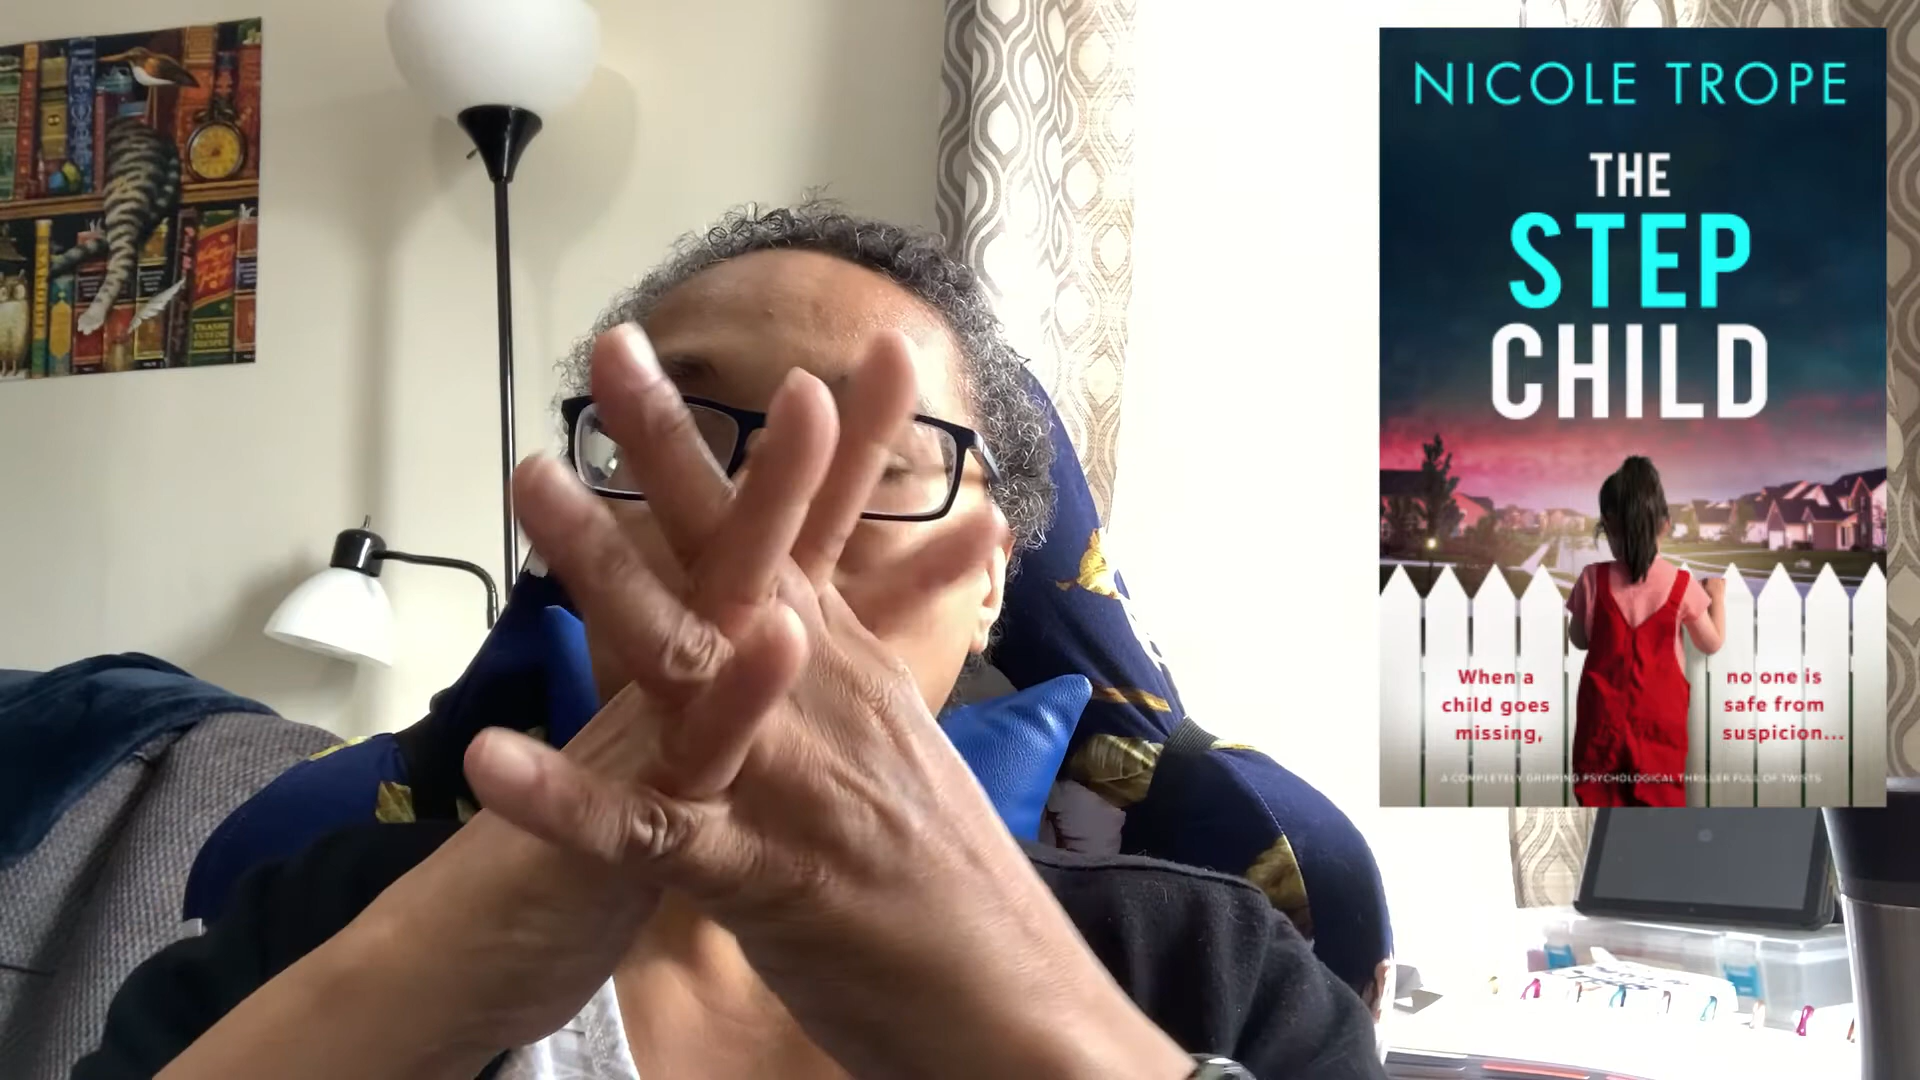 NICOLE TROPE
THE
STEP
CHILD
When a
child goes
missing,
no one is
safe from
suspicion...
A COMPLETELY GRIPPING PSYCHOLOGICAL THRILLER FULL OF TWISTS